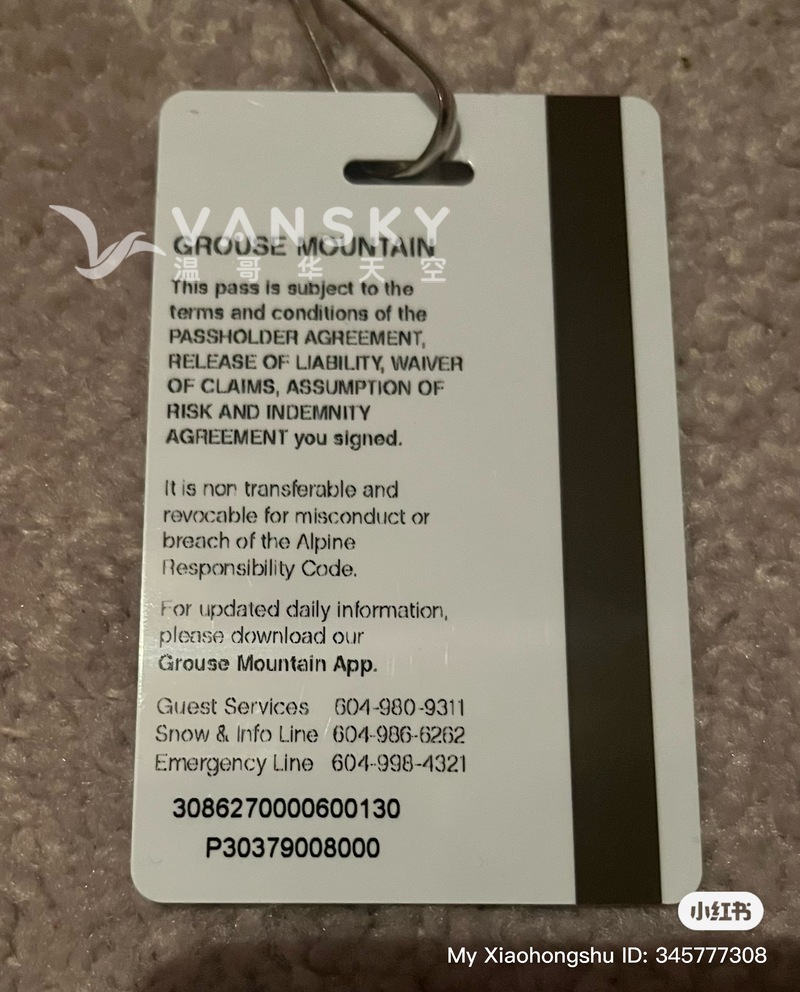 VANSKY
温哥华天空
GROUSE MOUNTAIN
This pass is subject to the
terms and conditions of the
PASSHOLDER AGREEMENT,
RELEASE OF LIABILITY, WAIVER
OF CLAIMS, ASSUMPTION OF
RISK AND INDEMNITY
AGREEMENT you signed.
It is non transferable and
revocable for misconduct or
breach of the Alpine
Responsibility Code.
For updated daily information,
please download our
Grouse Mountain App.
Guest Services 604-980-9311
Snow & Info Line 604-986-6262
Emergency Line 604-998-4321
3086270000600130
P30379008000
小红书
My Xiaohongshu ID: 345777308